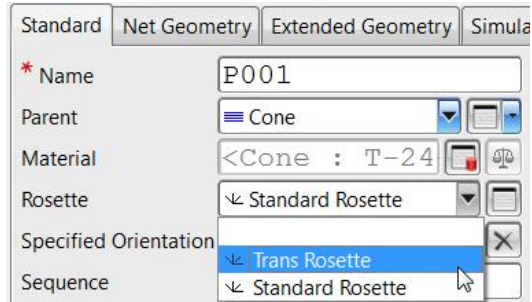 Standard Net Geometry Extended Geometry Simula
* Name P001
Parent Cone
Material <Cone : T-24
Rosette Standard Rosette
Specified Orientation
Trans Rosette
Sequence Standard Rosette